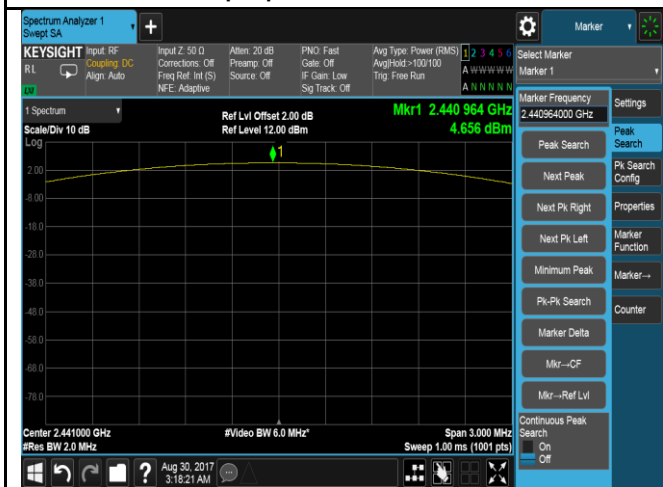 Spectrum Analyzer 1
Swept SA
+
Marker
KEYSIGHT
RL
LXI
Input: RF
Coupling: DC
Align: Auto
Input Z: 50 Ω
Corrections: Off
Freq Ref: Int (S)
NFE: Adaptive
Atten: 20 dB
Preamp: Off
Source: Off
PNO: Fast
Gate: Off
IF Gain: Low
Sig Track: Off
Avg Type: Power (RMS)
Avg|Hold:>100/100
Trig: Free Run
1 2 3 4 5 6
A W W W W W
A N N N N N
Select Marker
Marker 1
1 Spectrum
Scale/Div 10 dB
Log
Ref Lvl Offset 2.00 dB
Ref Level 12.00 dBm
Mkr1 2.440 964 GHz
4.656 dBm
1
2.00
-8.00
-18.0
-28.0
-38.0
-48.0
-58.0
-68.0
-78.0
Center 2.441000 GHz
#Res BW 2.0 MHz
#Video BW 6.0 MHz*
Span 3.000 MHz
Sweep 1.00 ms (1001 pts)
Marker Frequency
2.440964000 GHz
Peak Search
Next Peak
Next Pk Right
Next Pk Left
Minimum Peak
Pk-Pk Search
Marker Delta
Mkr→CF
Mkr→Ref Lvl
Continuous Peak
Search
On
Off
Settings
Peak
Search
Pk Search
Config
Properties
Marker
Function
Marker→
Counter
?
Aug 30, 2017
3:18:21 AM